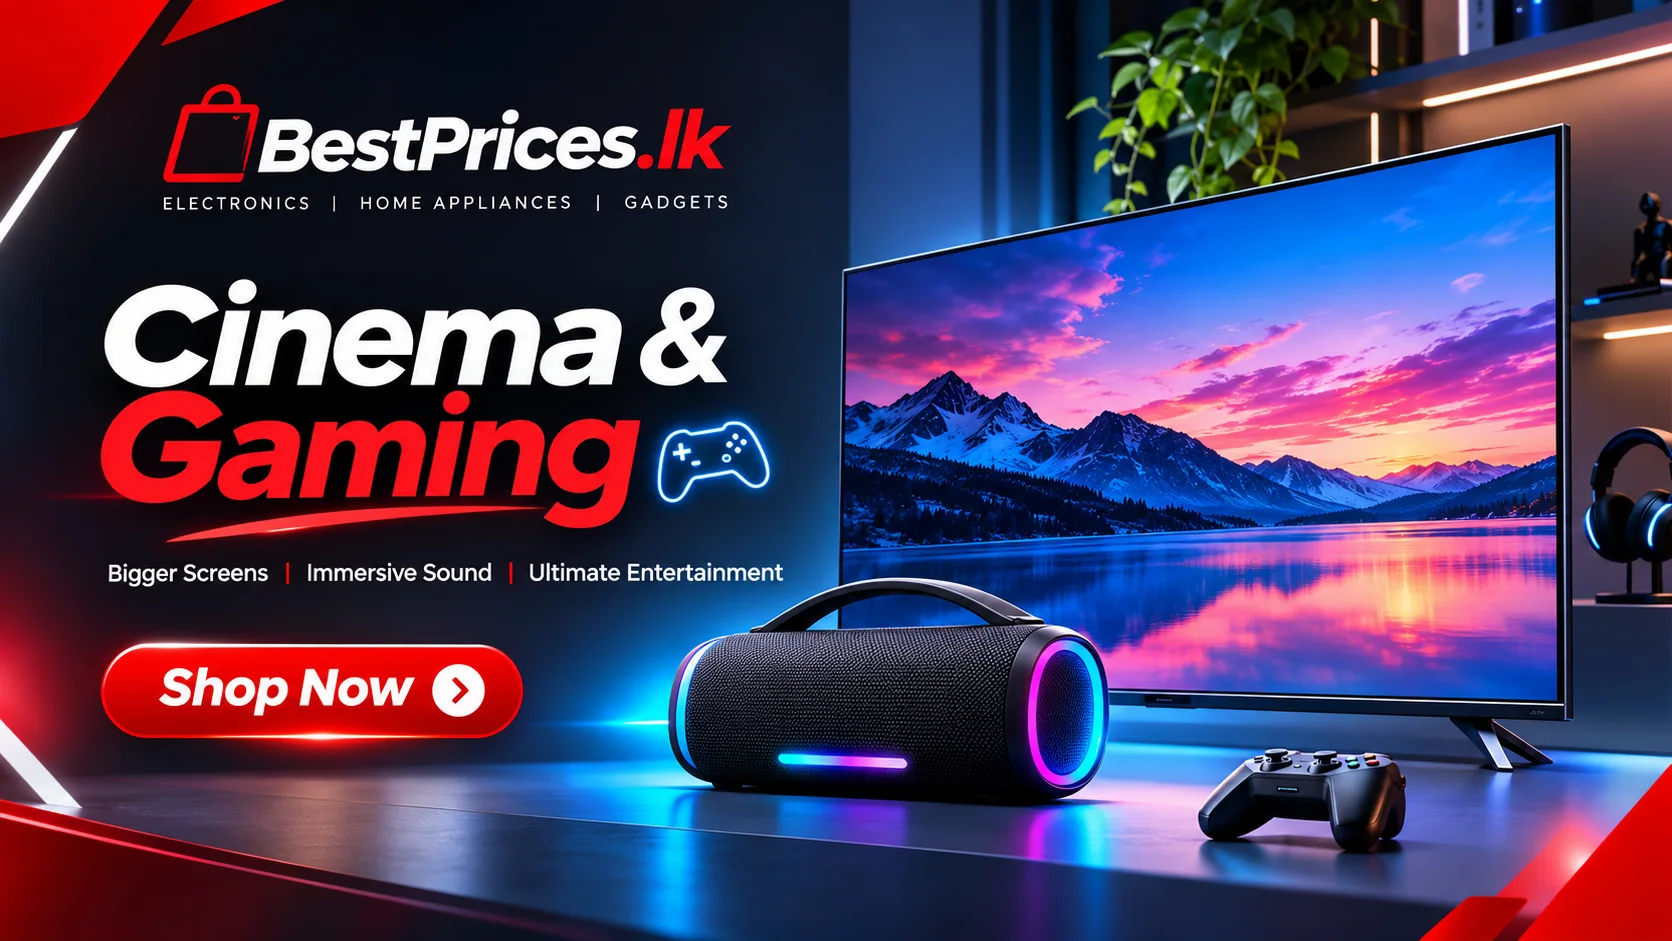 BestPrices.lk
ELECTRONICS | HOME APPLIANCES | GADGETS
Cinema &
Gaming
Bigger Screens | Immersive Sound | Ultimate Entertainment
Shop Now